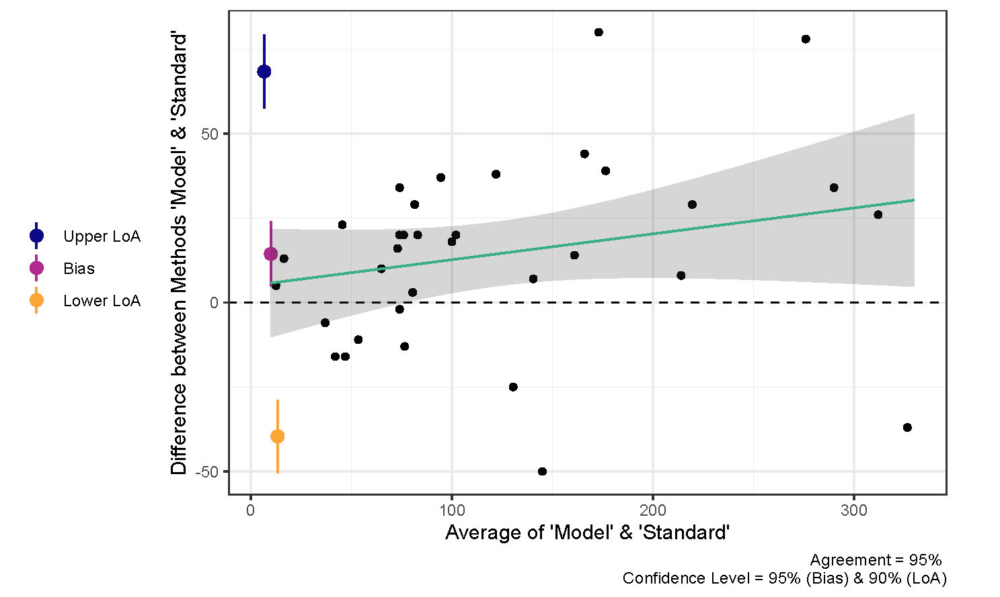 Upper LoA
Bias
Lower LoA
Difference between Methods 'Model' & 'Standard'
50
0
-50
0
100
200
300
Average of 'Model' & 'Standard'
Agreement = 95%
Confidence Level = 95% (Bias) & 90% (LoA)